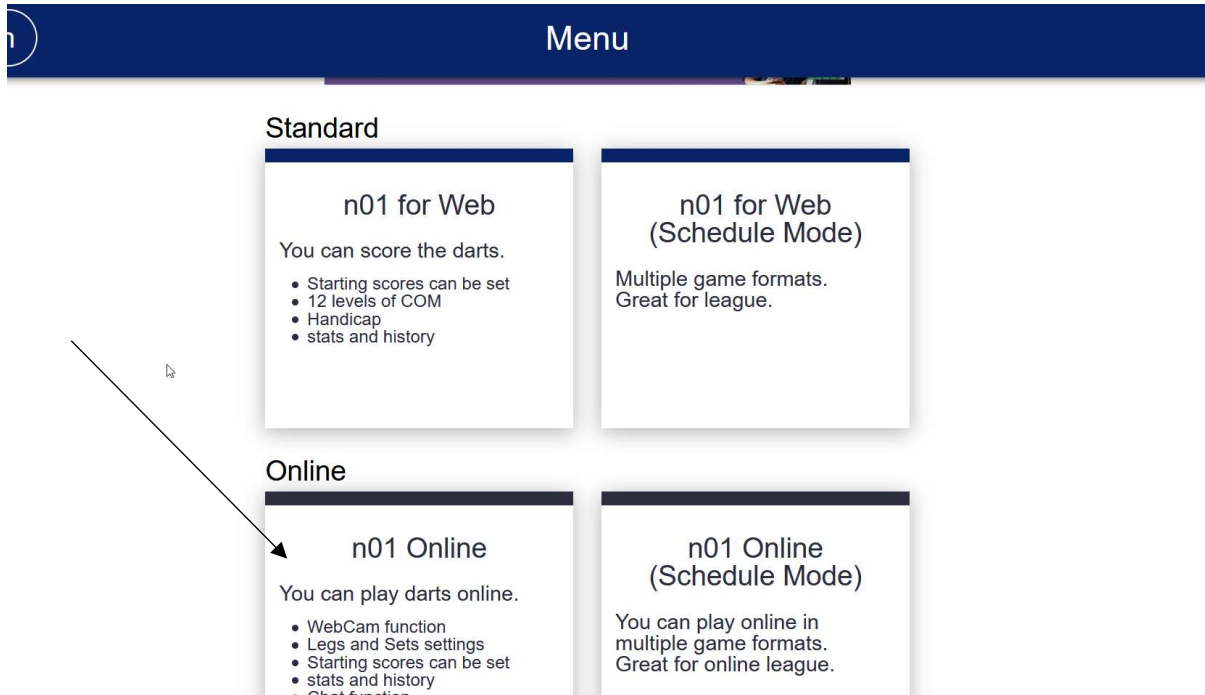 Menu
Standard
n01 for Web
You can score the darts.
Starting scores can be set
12 levels of COM
Handicap
stats and history
n01 for Web
(Schedule Mode)
Multiple game formats.
Great for league.
Online
n01 Online
You can play darts online.
WebCam function
Legs and Sets settings
Starting scores can be set
stats and history
Chat function
n01 Online
(Schedule Mode)
You can play online in
multiple game formats.
Great for online league.